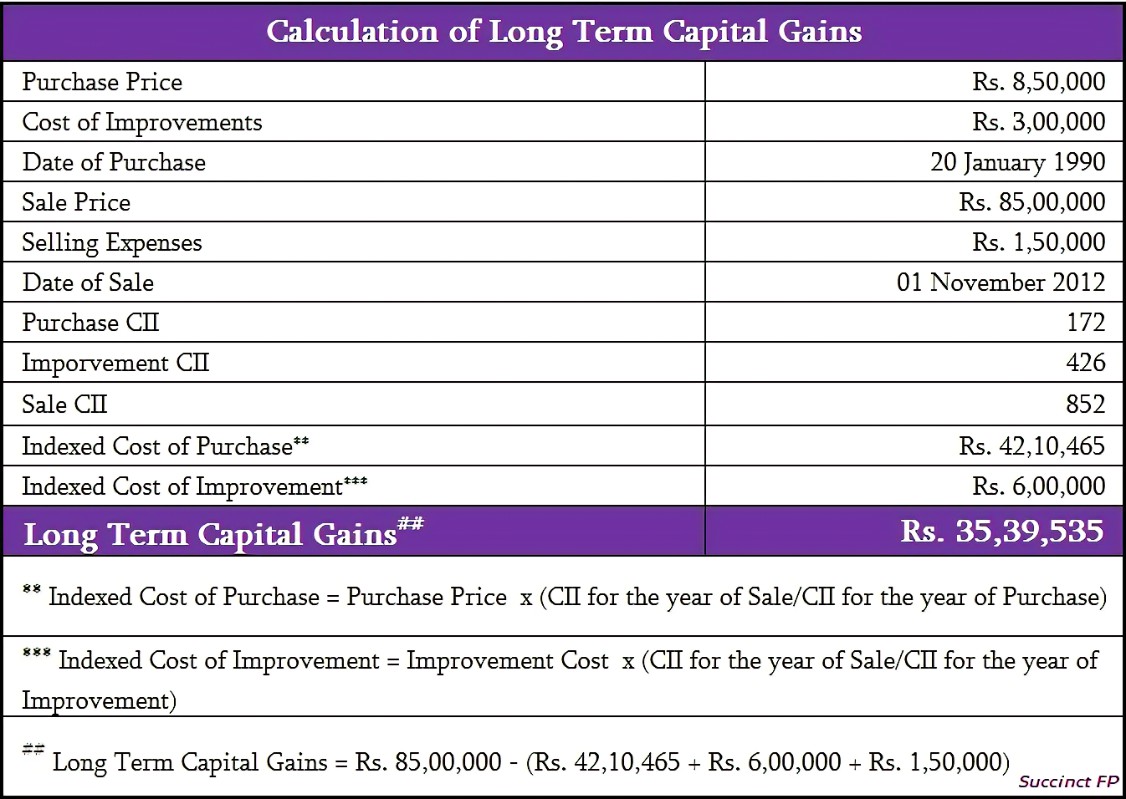 Calculation of Long Term Capital Gains
Purchase Price Rs. 8,50,000
Cost of Improvements Rs. 3,00,000
Date of Purchase 20 January 1990
Sale Price Rs. 85,00,000
Selling Expenses Rs. 1,50,000
Date of Sale 01 November 2012
Purchase CII 172
Imporvement CII 426
Sale CII 852
Indexed Cost of Purchase** Rs. 42,10,465
Indexed Cost of Improvement*** Rs. 6,00,000
Long Term Capital Gains## Rs. 35,39,535
** Indexed Cost of Purchase = Purchase Price x (CII for the year of Sale/CII for the year of Purchase)
*** Indexed Cost of Improvement = Improvement Cost x (CII for the year of Sale/CII for the year of
Improvement)
## Long Term Capital Gains = Rs. 85,00,000 - (Rs. 42,10,465 + Rs. 6,00,000 + Rs. 1,50,000)
Succinct FP